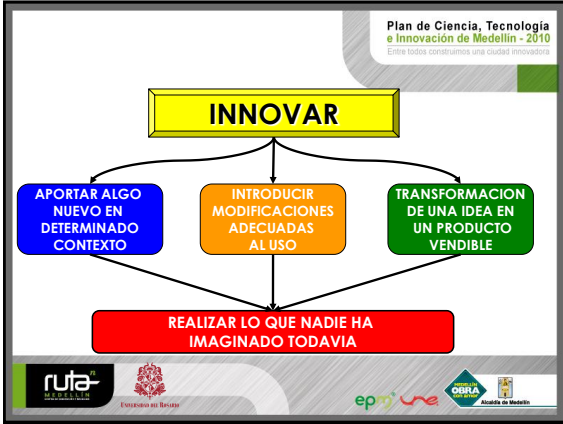 Plan de Ciencia, Tecnología
e Innovación de Medellín - 2010
Entre todos construimos una ciudad innovadora
INNOVAR
APORTAR ALGO
NUEVO EN
DETERMINADO
CONTEXTO
INTRODUCIR
MODIFICACIONES
ADECUADAS
AL USO
TRANSFORMACION
DE UNA IDEA EN
UN PRODUCTO
VENDIBLE
REALIZAR LO QUE NADIE HA
IMAGINADO TODAVIA
ruta n
MEDELLÍN
UNIVERSIDAD DEL ROSARIO
epm
une
MEDELLÍN
OBRA
CON AMOR
Alcaldía de Medellín